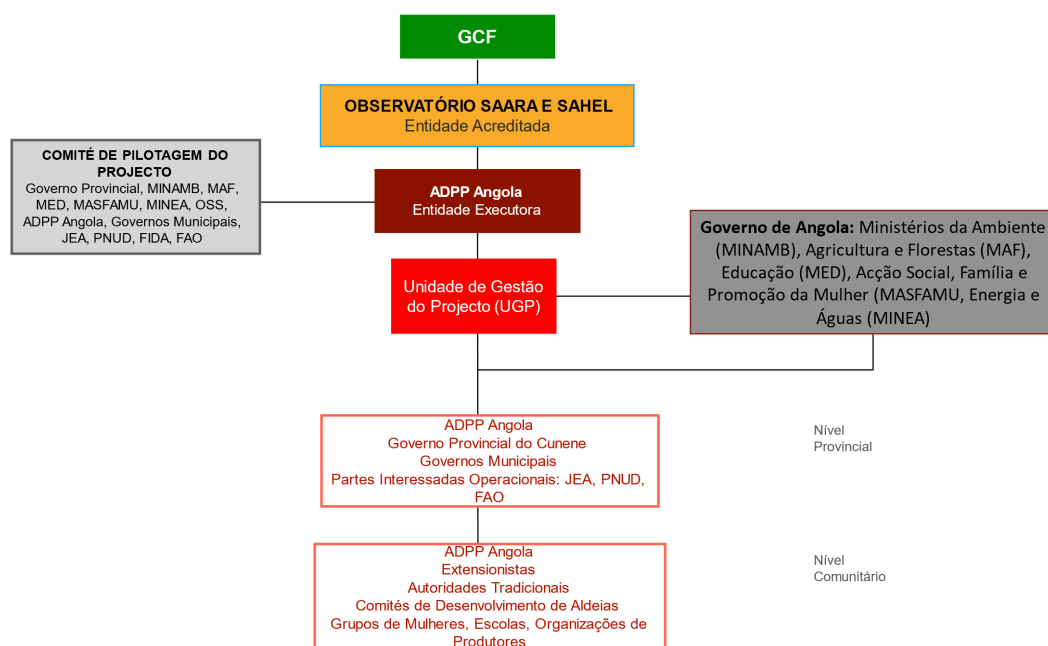 GCF
OBSERVATÓRIO SAARA E SAHEL
Entidade Acreditada
COMITÉ DE PILOTAGEM DO
PROJECTO
Governo Provincial, MINAMB, MAF,
MED, MASFAMU, MINEA, OSS,
ADPP Angola, Governos Municipais,
JEA, PNUD, FIDA, FAO
ADPP Angola
Entidade Executora
Governo de Angola: Ministérios da Ambiente
(MINAMB), Agricultura e Florestas (MAF),
Educação (MED), Acção Social, Família e
Promoção da Mulher (MASFAMU, Energia e
Águas (MINEA)
Unidade de Gestão
do Projecto (UGP)
ADPP Angola
Governo Provincial do Cunene
Governos Municipais
Partes Interessadas Operacionais: JEA, PNUD,
FAO
Nível
Provincial
ADPP Angola
Extensionistas
Autoridades Tradicionais
Comités de Desenvolvimento de Aldeias
Grupos de Mulheres, Escolas, Organizações de
Produtores
Nível
Comunitário